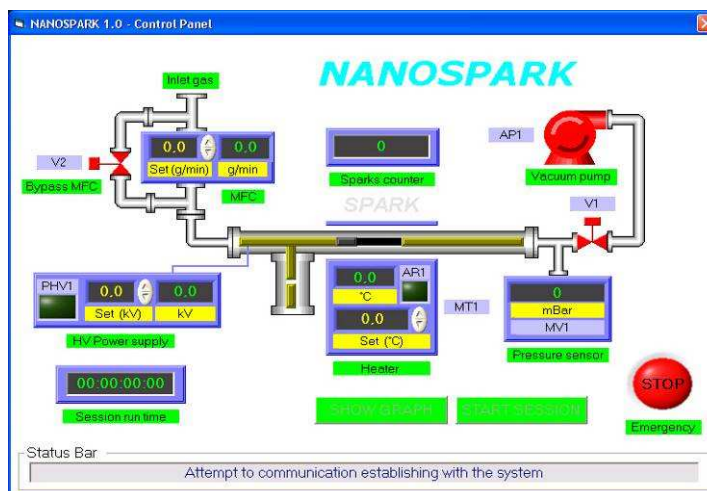 NANOSPARK 1.0 - Control Panel
NANOSPARK
Inlet gas
V2
Bypass MFC
0,0
0,0
Set (g/min)
g/min
MFC
0
Sparks counter
SPARK
AP1
Vacuum pump
V1
PHV1
0,0
0,0
Set (kV)
kV
HV Power supply
0,0
AR1
°C
0,0
Set (°C)
Heater
MT1
0
mBar
MV1
Pressure sensor
00:00:00:00
Session run time
SHOW GRAPH
START SESSION
STOP
Emergency
Status Bar
Attempt to communication establishing with the system